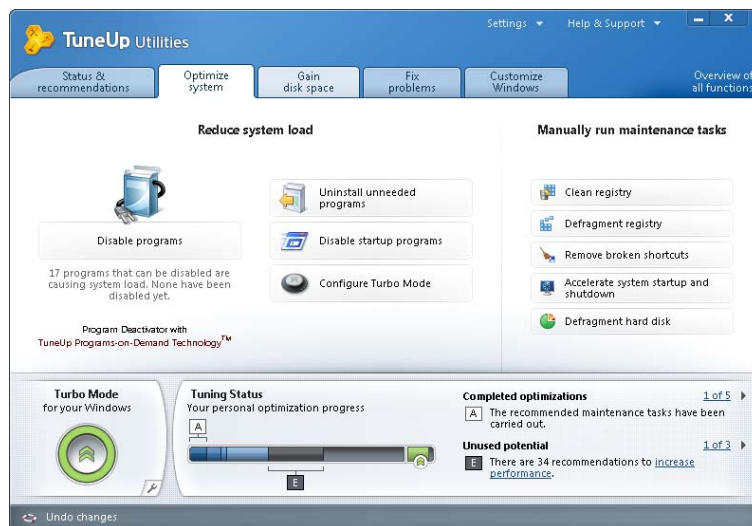 Settings
Help & Support
TuneUp Utilities
Status &
recommendations
Optimize
system
Gain
disk space
Fix
problems
Customize
Windows
Overview of
all functions
Reduce system load
Disable programs
17 programs that can be disabled are
causing system load. None have been
disabled yet.
Program Deactivator with
TuneUp Programs-on-Demand Technology™
Uninstall unneeded
programs
Disable startup programs
Configure Turbo Mode
Manually run maintenance tasks
Clean registry
Defragment registry
Remove broken shortcuts
Accelerate system startup and
shutdown
Defragment hard disk
Turbo Mode
for your Windows
Tuning Status
Your personal optimization progress
A
E
Completed optimizations
1 of 5
A The recommended maintenance tasks have been
carried out.
Unused potential
1 of 3
E There are 34 recommendations to increase
performance.
Undo changes